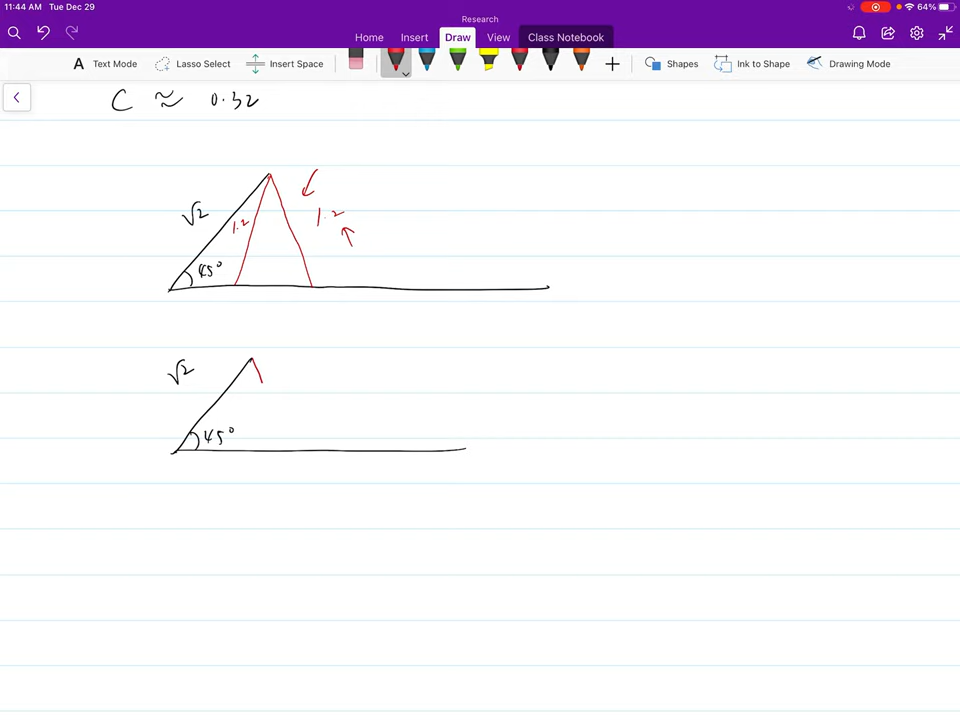 11:44 AM Tue Dec 29
64%
Research
Home Insert Draw View Class Notebook
Text Mode Lasso Select Insert Space Shapes Ink to Shape Drawing Mode
C ≈ 0.32
√2 1.2 1.2
45°
√2
45°